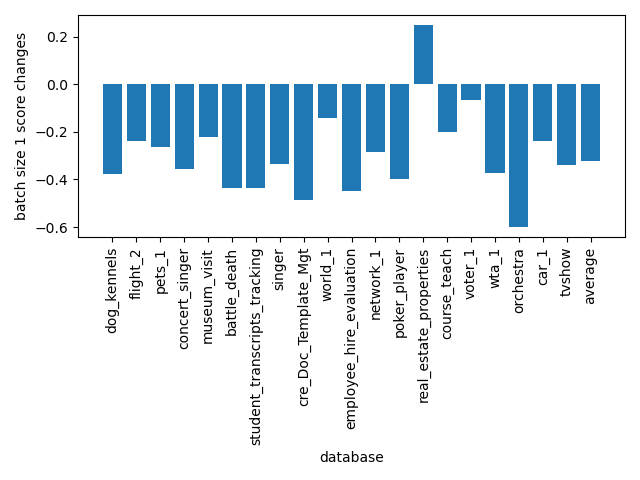 batch size 1 score changes
0.2
0.0
−0.2
−0.4
−0.6
dog_kennels
flight_2
pets_1
concert_singer
museum_visit
battle_death
student_transcripts_tracking
singer
cre_Doc_Template_Mgt
world_1
employee_hire_evaluation
network_1
poker_player
real_estate_properties
course_teach
voter_1
wta_1
orchestra
car_1
tvshow
average
database